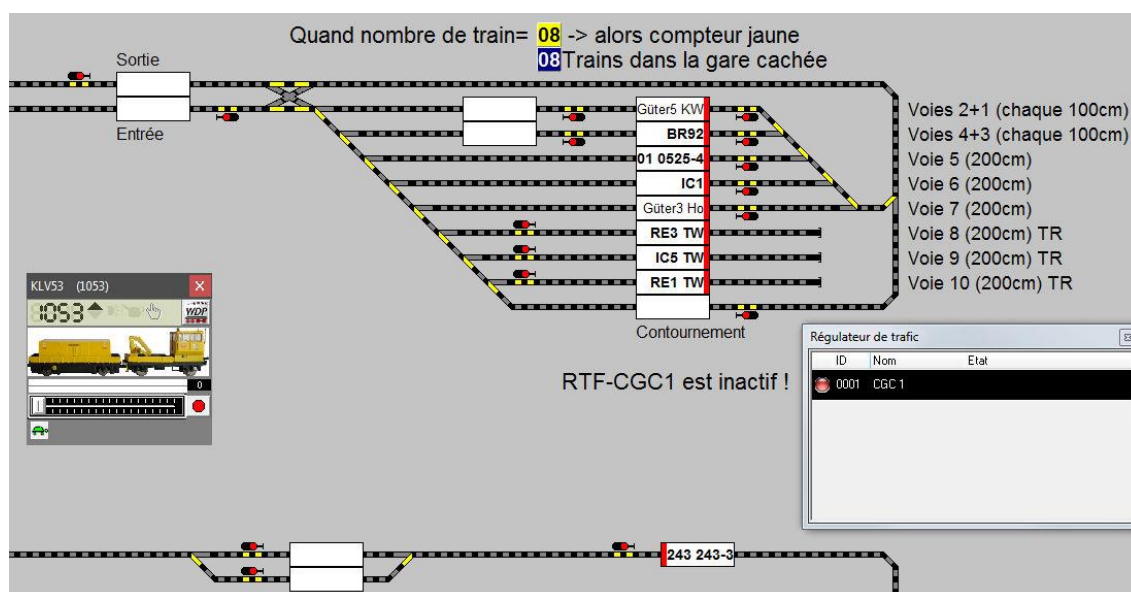 Quand nombre de train= 08 -> alors compteur jaune
08 Trains dans la gare cachée
Sortie
Entrée
Güter5 KW
BR92
01 0525-4
IC1
Güter3 Ho
RE3 TW
IC5 TW
RE1 TW
Contournement
Voies 2+1 (chaque 100cm)
Voies 4+3 (chaque 100cm)
Voie 5 (200cm)
Voie 6 (200cm)
Voie 7 (200cm)
Voie 8 (200cm) TR
Voie 9 (200cm) TR
Voie 10 (200cm) TR
KLV53 (1053)
1053
WDP
0
RTF-CGC1 est inactif !
Régulateur de trafic
ID Nom Etat
0001 CGC 1
243 243-3